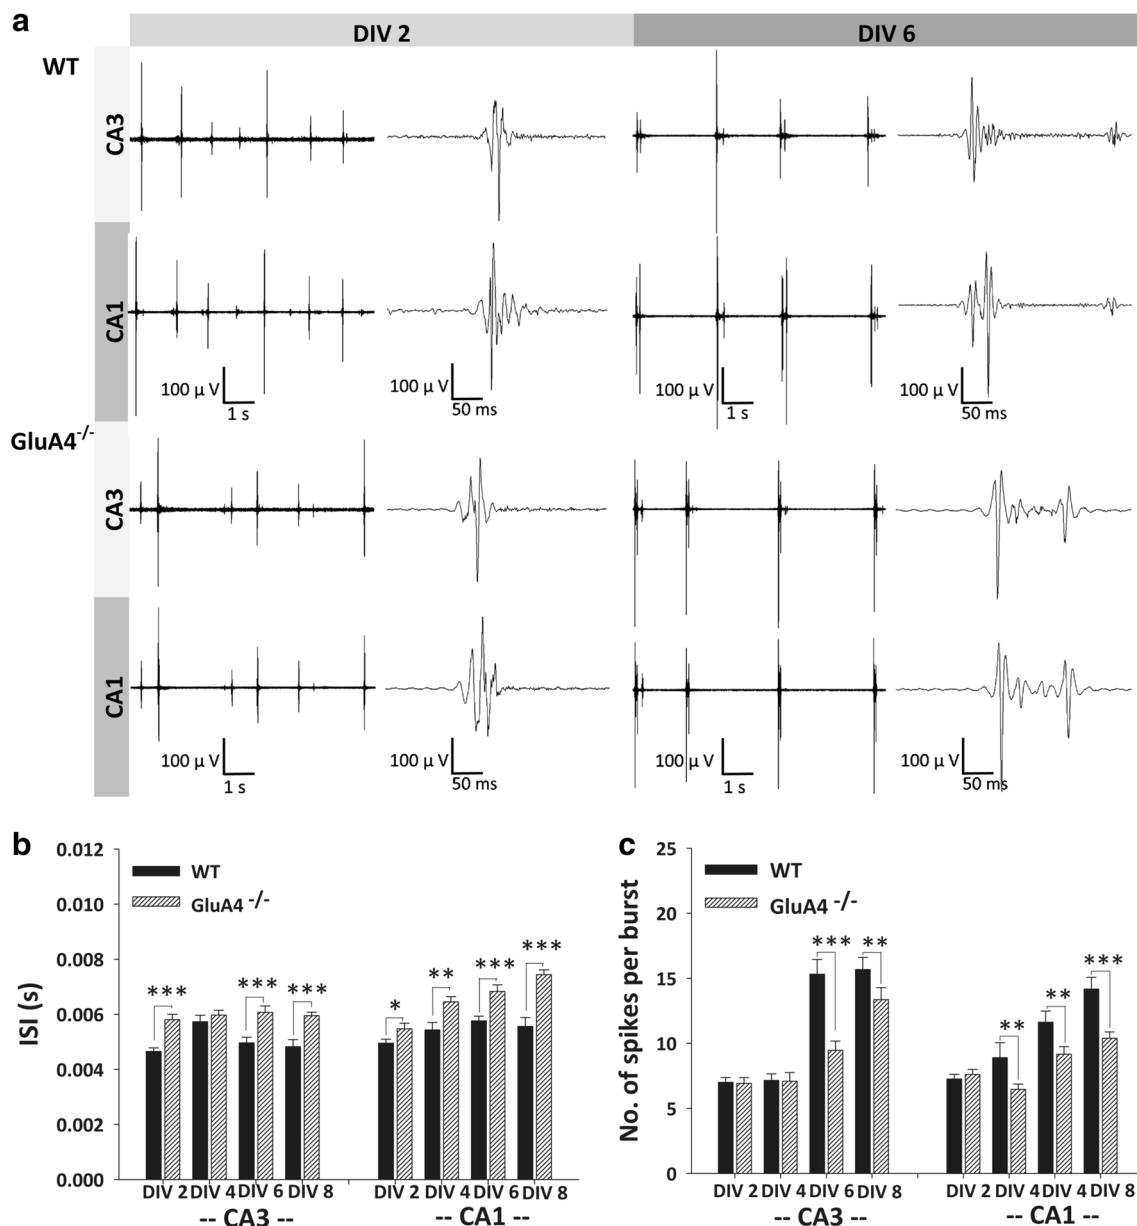 a
DIV 2
DIV 6
WT
CA3
CA1
100 µ V
1 s
100 µ V
50 ms
100 µ V
1 s
100 µ V
50 ms
GluA4-/-
CA3
CA1
100 µ V
1 s
100 µ V
50 ms
100 µ V
1 s
100 µ V
50 ms
b
0.012
0.010
0.008
0.006
0.004
0.002
0.000
ISI (s)
WT
GluA4 -/-
***
***
***
*
**
***
***
DIV 2 DIV 4 DIV 6 DIV 8
DIV 2 DIV 4 DIV 6 DIV 8
-- CA3 --
-- CA1 --
c
25
20
15
10
5
0
No. of spikes per burst
WT
GluA4 -/-
***
**
**
**
***
DIV 2 DIV 4 DIV 6 DIV 8
DIV 2 DIV 4 DIV 4 DIV 8
-- CA3 --
-- CA1 --